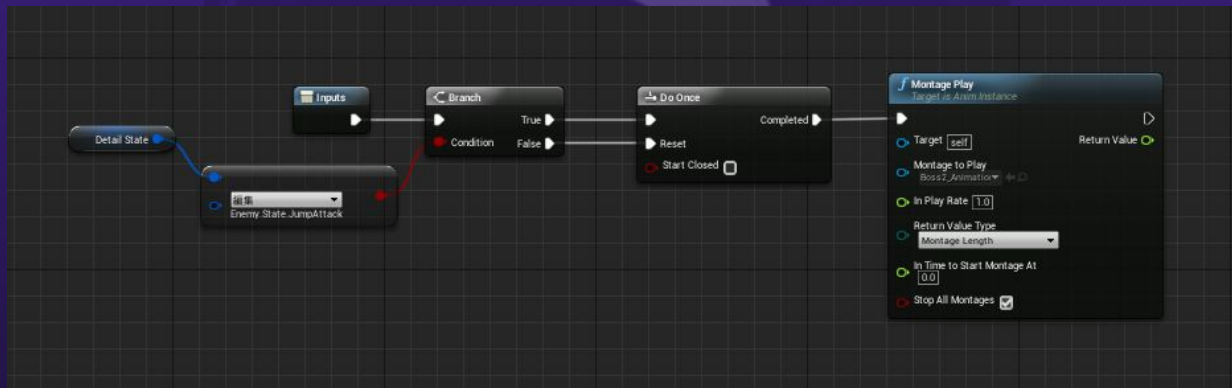 Detail State
編集
Enemy.State.JumpAttack
Inputs
Branch
True
Condition
False
Do Once
Completed
Reset
Start Closed
Montage Play
Target is Anim Instance
Target self
Return Value
Montage to Play
Boss2_Animation
In Play Rate 1.0
Return Value Type
Montage Length
In Time to Start Montage At
0.0
Stop All Montages